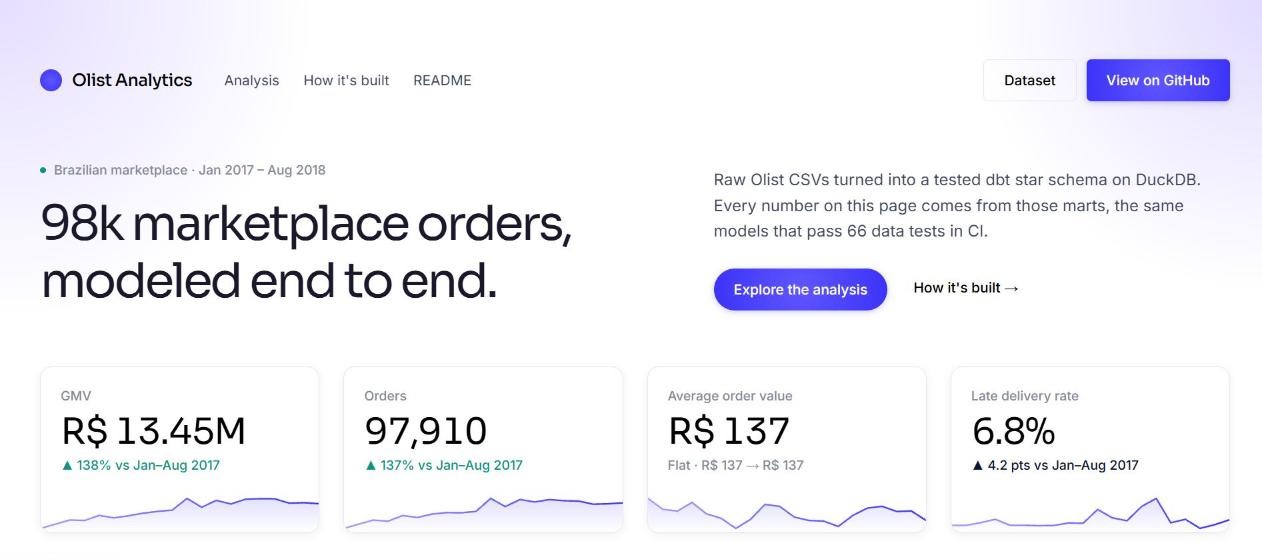 Olist Analytics Analysis How it's built README Dataset View on GitHub
Brazilian marketplace · Jan 2017 – Aug 2018
98k marketplace orders,
modeled end to end.
Raw Olist CSVs turned into a tested dbt star schema on DuckDB.
Every number on this page comes from those marts, the same
models that pass 66 data tests in CI.
Explore the analysis How it's built →
GMV
R$ 13.45M
▲ 138% vs Jan–Aug 2017
Orders
97,910
▲ 137% vs Jan–Aug 2017
Average order value
R$ 137
Flat · R$ 137 → R$ 137
Late delivery rate
6.8%
▲ 4.2 pts vs Jan–Aug 2017